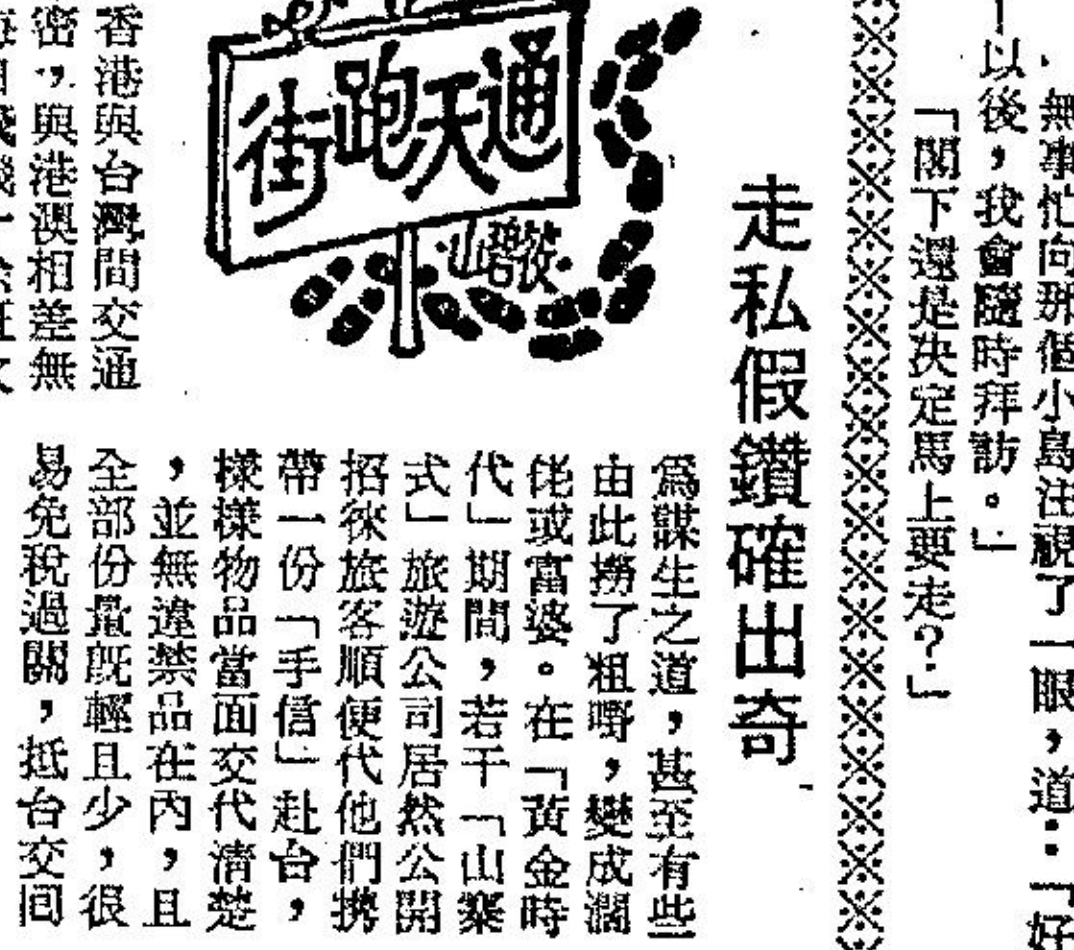 無事忙向那個小島注視了一眼,道:「好
—以後,我會隨時拜訪。」
「閣下還是決定馬上要走?」
走私假鑽確出奇
通天跑街
爲謀生之道,甚至有些
由此撈了粗嘢,變成濶
佬或富婆。在「黃金時
代」期間,若干「山寨
式」旅遊公司居然公開
招徠旅客順便代他們携
帶一份「手信」赴台,
樣樣物品當面交代清楚
,並無違禁品在內,且
全部份量既輕且少,很
易免稅過關,抵台交囘
香港與台灣間交通
密,與港澳相差無